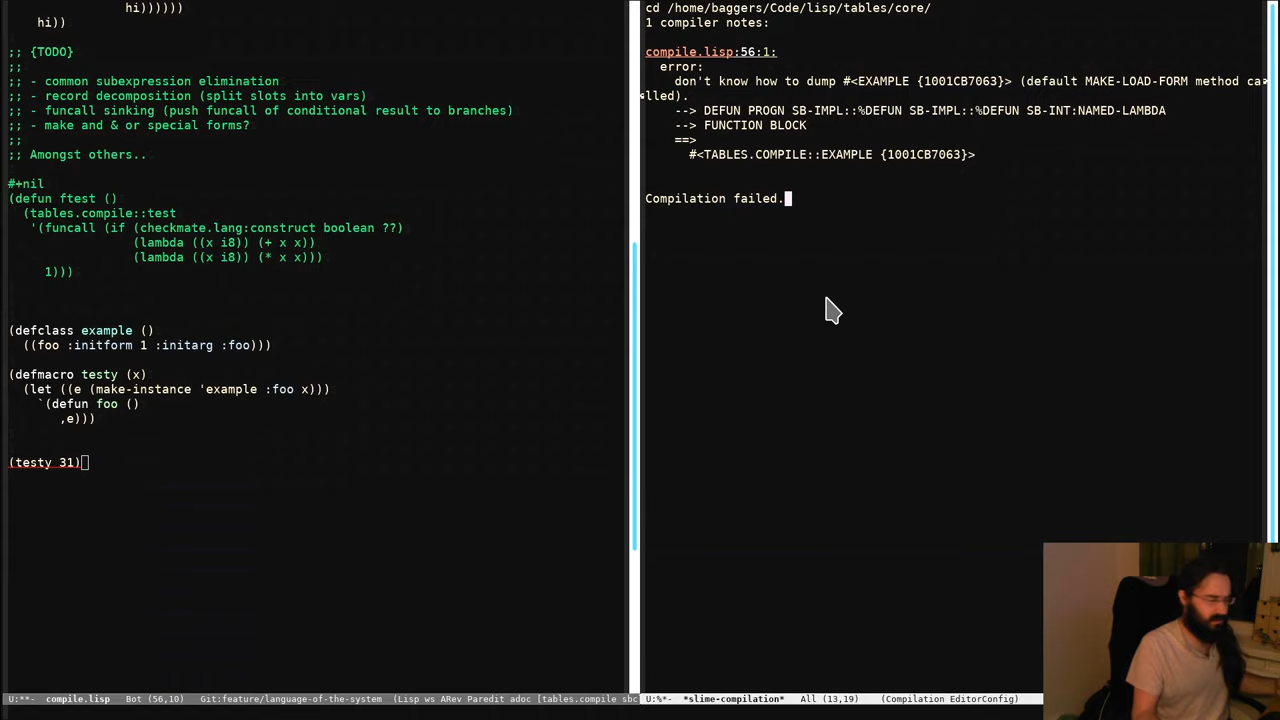 hi))))))
hi))
;; {TODO}
;;
;; - common subexpression elimination
;; - record decomposition (split slots into vars)
;; - funcall sinking (push funcall of conditional result to branches)
;; - make and & or special forms?
;;
;; Amongst others..
#+nil
(defun ftest ()
(tables.compile::test
'(funcall (if (checkmate.lang:construct boolean ??)
(lambda ((x i8)) (+ x x))
(lambda ((x i8)) (* x x)))
1)))
(defclass example ()
((foo :initform 1 :initarg :foo)))
(defmacro testy (x)
(let ((e (make-instance 'example :foo x)))
`(defun foo ()
,e)))
(testy 31)
U:**- compile.lisp Bot (56,10) Git:feature/language-of-the-system (Lisp ws ARev Paredit adoc [tables.compile sbc
cd /home/baggers/Code/lisp/tables/core/
1 compiler notes:
compile.lisp:56:1:
error:
don't know how to dump #<EXAMPLE {1001CB7063}> (default MAKE-LOAD-FORM method ca
lled).
--> DEFUN PROGN SB-IMPL::%DEFUN SB-IMPL::%DEFUN SB-INT:NAMED-LAMBDA
--> FUNCTION BLOCK
==>
#<TABLES.COMPILE::EXAMPLE {1001CB7063}>
Compilation failed.
U:%*- *slime-compilation* All (13,19) (Compilation EditorConfig)